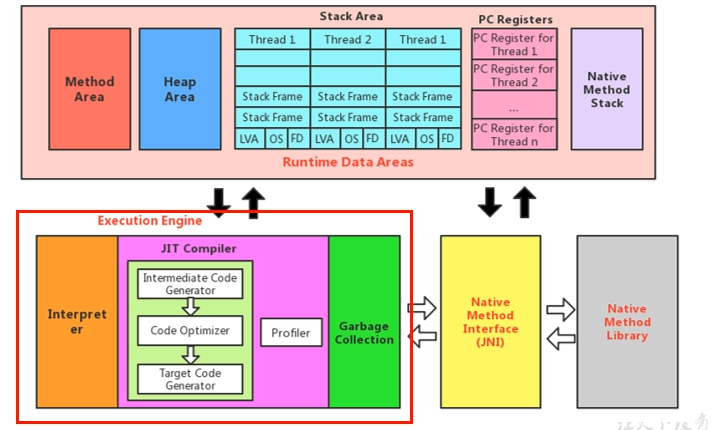 Stack Area
PC Registers
Method
Area
Heap
Area
Thread 1
Thread 2
Thread 1
Stack Frame
Stack Frame
Stack Frame
Stack Frame
Stack Frame
Stack Frame
LVA
OS
FD
LVA
OS
FD
LVA
OS
FD
PC Register for
Thread 1
PC Register for
Thread 2
...
PC Register for
Thread n
Native
Method
Stack
Runtime Data Areas
Execution Engine
Interpret
er
JIT Compiler
Intermediate Code
Generator
Code Optimizer
Target Code
Generator
Profiler
Garbage
Collection
Native
Method
Interface
(JNI)
Native
Method
Library